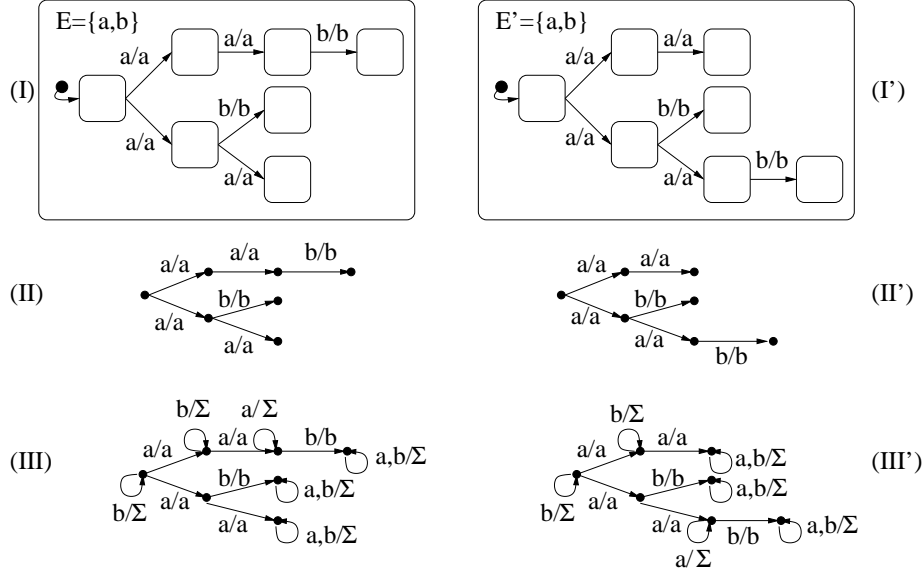 E={a,b}
a/a
a/a
b/b
a/a
b/b
a/a
(I)
E'={a,b}
a/a
a/a
a/a
b/b
a/a
b/b
(I')
(II)
a/a
a/a
b/b
a/a
b/b
a/a
(II')
a/a
a/a
a/a
b/b
a/a
b/b
(III)
b/Σ
a/Σ
a/a
a/a
b/b
a,b/Σ
b/Σ
a/a
b/b
a,b/Σ
a/a
a,b/Σ
(III')
b/Σ
a/a
a/a
a,b/Σ
b/Σ
a/a
b/b
a,b/Σ
a/a
a/Σ
b/b
a,b/Σ